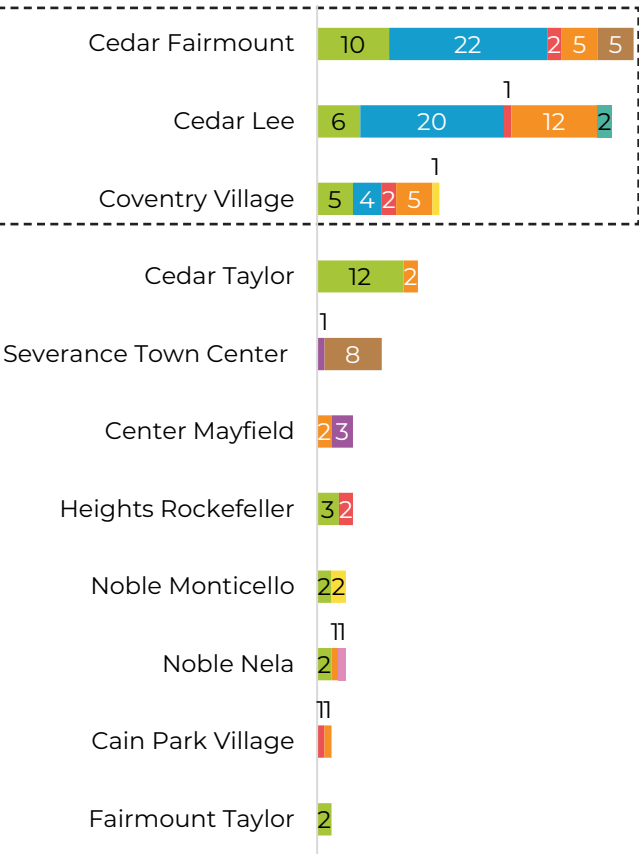 Cedar Fairmount 10 22 2 5 5
1
Cedar Lee 6 20 12 2
1
Coventry Village 5 4 2 5
Cedar Taylor 12 2
1
Severance Town Center 8
Center Mayfield 2 3
Heights Rockefeller 3 2
Noble Monticello 2 2
1 1
Noble Nela 2
1 1
Cain Park Village
Fairmount Taylor 2